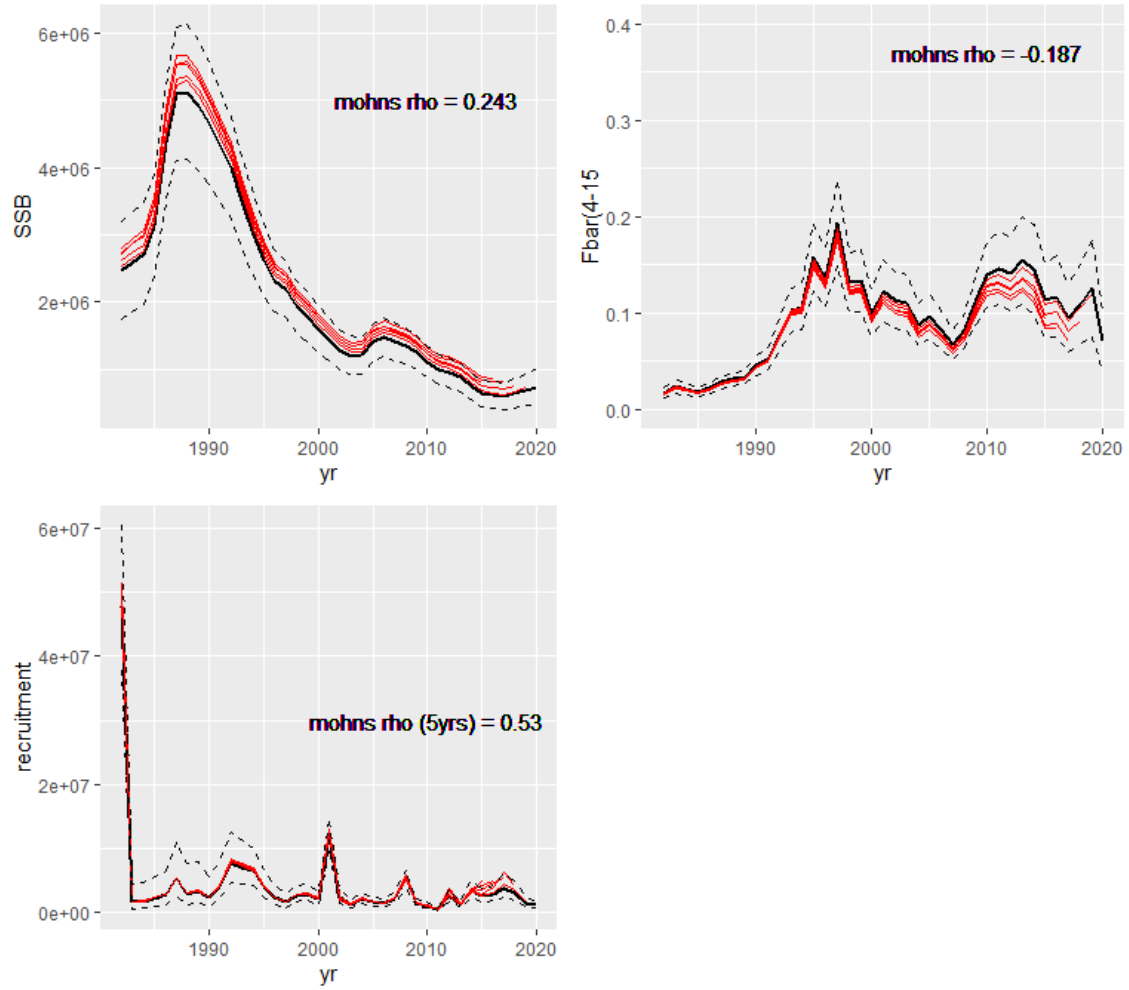 6e+06
4e+06
2e+06
SSB
mohns rho = 0.243
1990
2000
2010
2020
yr
0.4
0.3
0.2
0.1
0.0
Fbar(4-15
mohns rho = -0.187
1990
2000
2010
2020
yr
6e+07
4e+07
2e+07
0e+00
recruitment
mohns rho (5yrs) = 0.53
1990
2000
2010
2020
yr